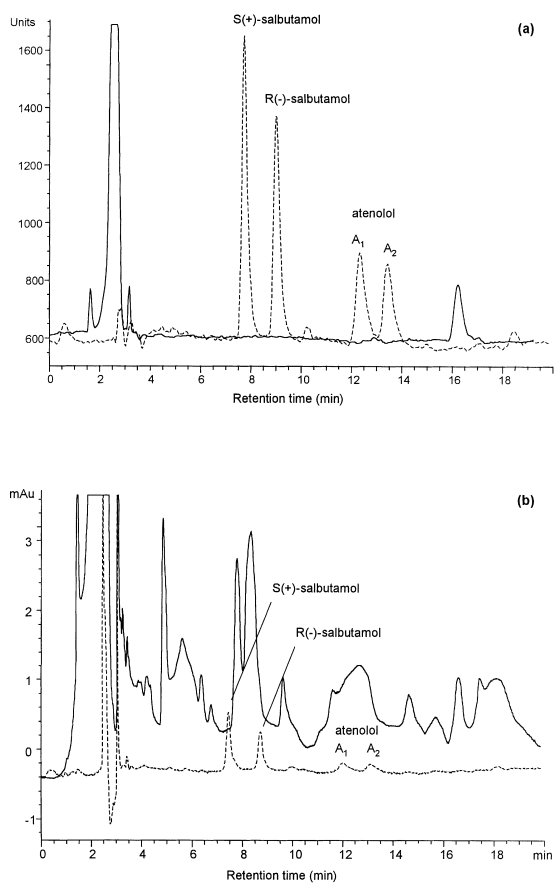 Units
(a)
S(+)-salbutamol
1600
R(-)-salbutamol
1400
1200
atenolol
A1 A2
1000
800
600
0 2 4 6 8 10 12 14 16 18
Retention time (min)
mAu
(b)
3
S(+)-salbutamol
2
R(-)-salbutamol
1
atenolol
0
A1 A2
-1
0 2 4 6 8 10 12 14 16 18 min
Retention time (min)